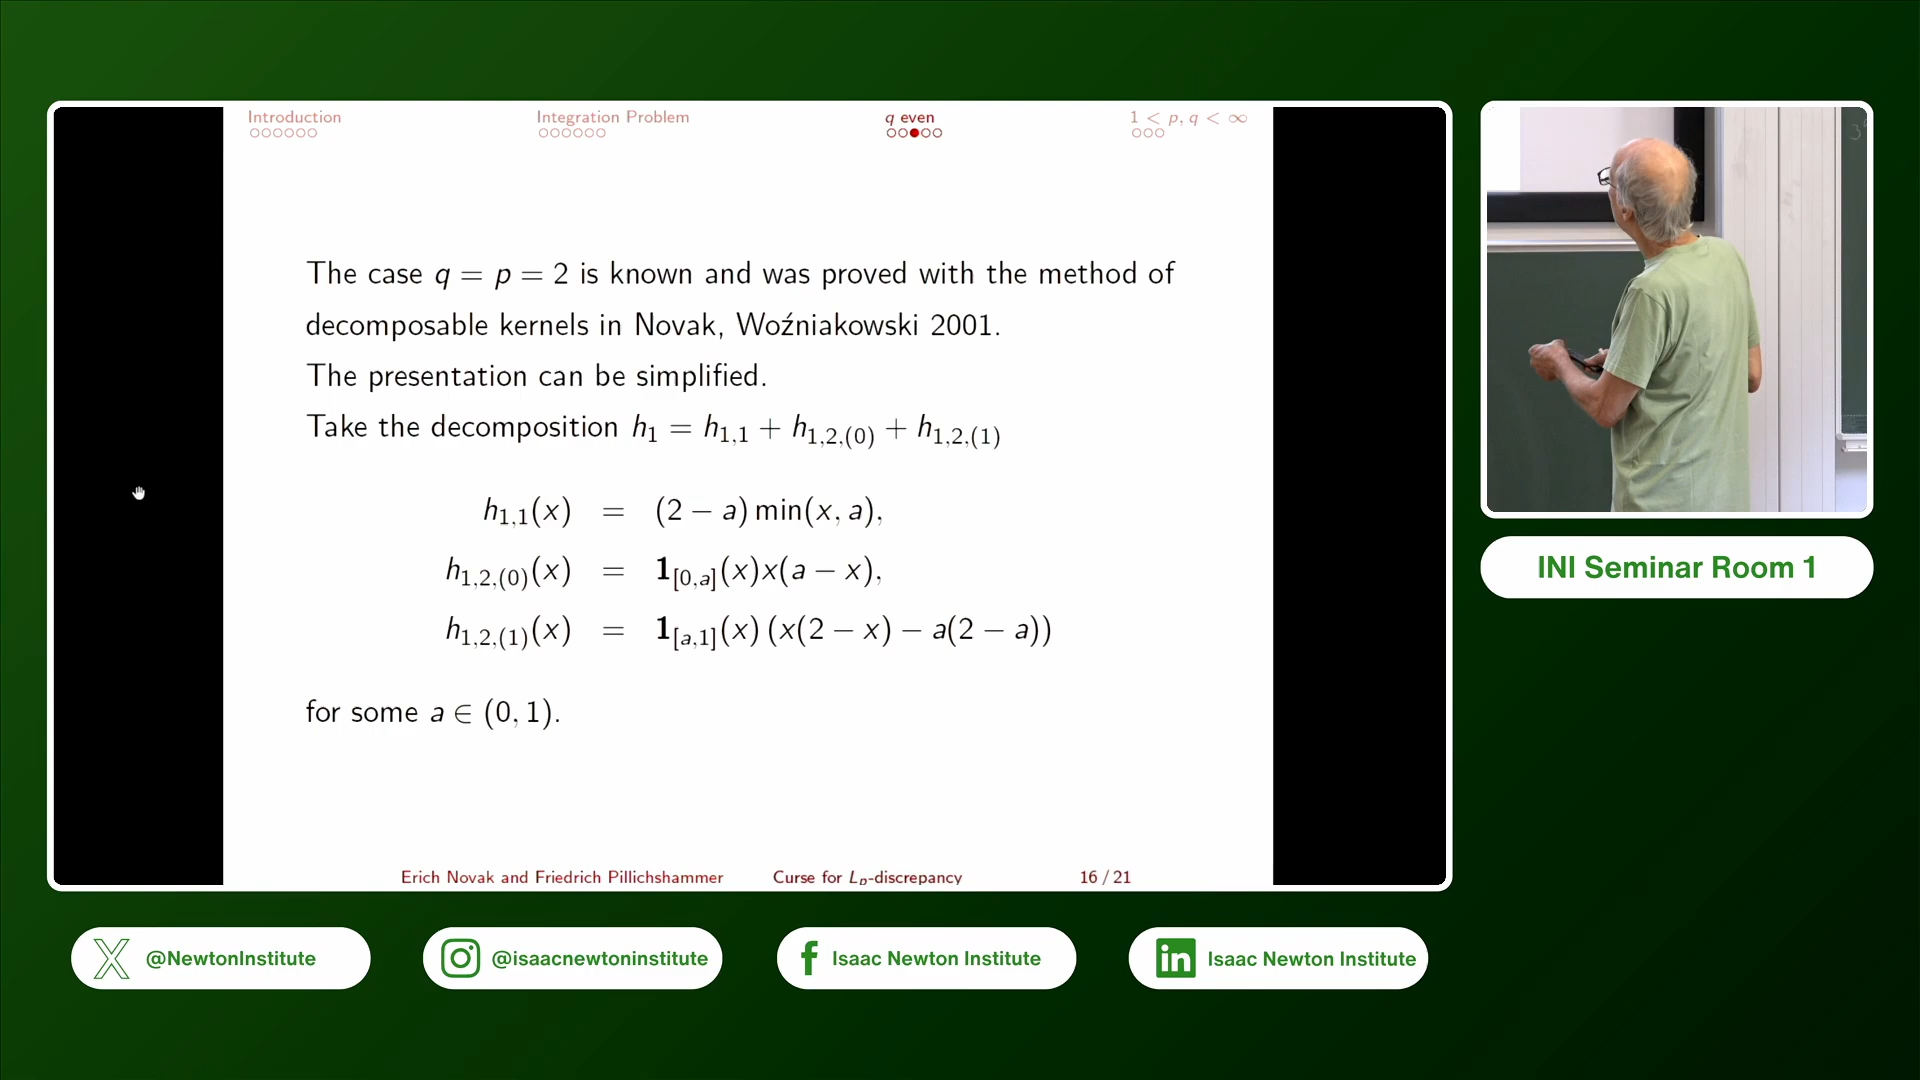 Introduction
Integration Problem
q even
1 < p, q < ∞
The case q = p = 2 is known and was proved with the method of
decomposable kernels in Novak, Woźniakowski 2001.
The presentation can be simplified.
Take the decomposition h₁ = h₁,₁ + h₁,₂,₍₀₎ + h₁,₂,₍₁₎
h₁,₁(x) = (2 − a) min(x, a),
h₁,₂,₍₀₎(x) = 1_[0,a](x)x(a − x),
h₁,₂,₍₁₎(x) = 1_[a,1](x) (x(2 − x) − a(2 − a))
for some a ∈ (0, 1).
Erich Novak and Friedrich Pillichshammer
Curse for Lₚ-discrepancy
16 / 21
INI Seminar Room 1
@NewtonInstitute
@isaacnewtoninstitute
Isaac Newton Institute
Isaac Newton Institute